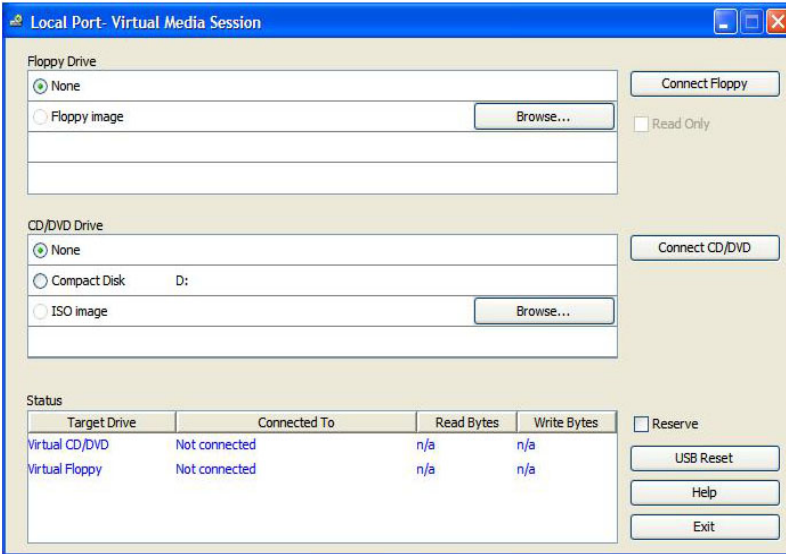 Local Port- Virtual Media Session
Floppy Drive
None
Connect Floppy
Floppy image
Browse...
Read Only
CD/DVD Drive
None
Connect CD/DVD
Compact Disk D:
ISO image
Browse...
Status
Target Drive Connected To Read Bytes Write Bytes
Reserve
Virtual CD/DVD Not connected n/a n/a
Virtual Floppy Not connected n/a n/a
USB Reset
Help
Exit